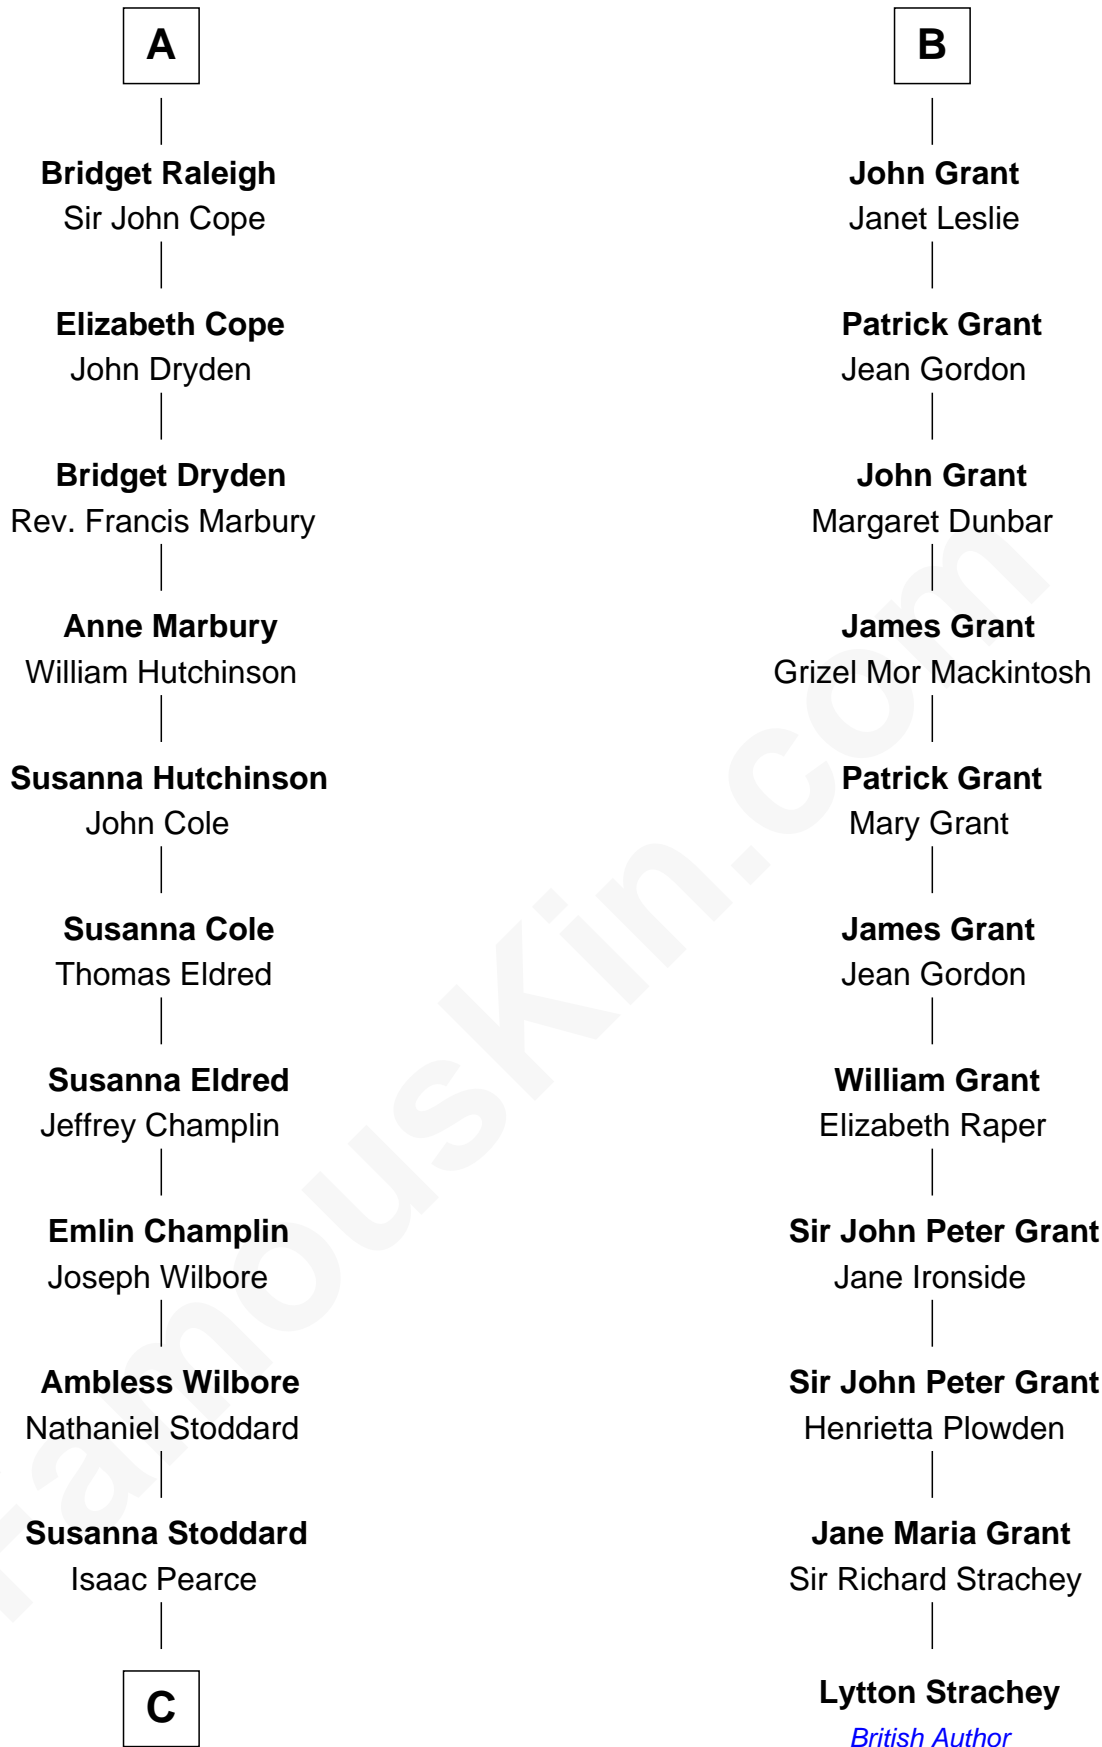 A
Bridget Raleigh
Sir John Cope
Elizabeth Cope
John Dryden
Bridget Dryden
Rev. Francis Marbury
Anne Marbury
William Hutchinson
Susanna Hutchinson
John Cole
Susanna Cole
Thomas Eldred
Susanna Eldred
Jeffrey Champlin
Emlin Champlin
Joseph Wilbore
Ambless Wilbore
Nathaniel Stoddard
Susanna Stoddard
Isaac Pearce
C
B
John Grant
Janet Leslie
Patrick Grant
Jean Gordon
John Grant
Margaret Dunbar
James Grant
Grizel Mor Mackintosh
Patrick Grant
Mary Grant
James Grant
Jean Gordon
William Grant
Elizabeth Raper
Sir John Peter Grant
Jane Ironside
Sir John Peter Grant
Henrietta Plowden
Jane Maria Grant
Sir Richard Strachey
Lytton Strachey
British Author
FamousKin.com